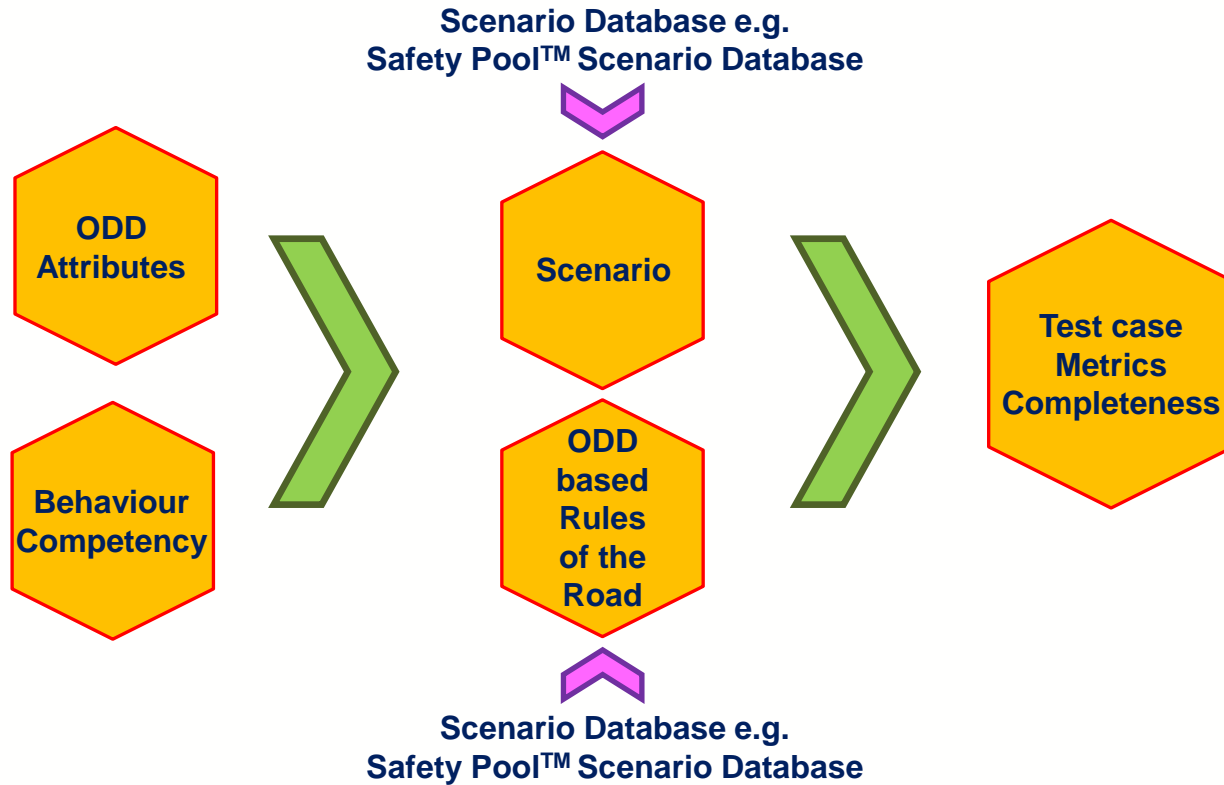 Scenario Database e.g.
Safety Pool™ Scenario Database
ODD
Attributes
Behaviour
Competency
Scenario
ODD
based
Rules
of the
Road
Test case
Metrics
Completeness
Scenario Database e.g.
Safety Pool™ Scenario Database